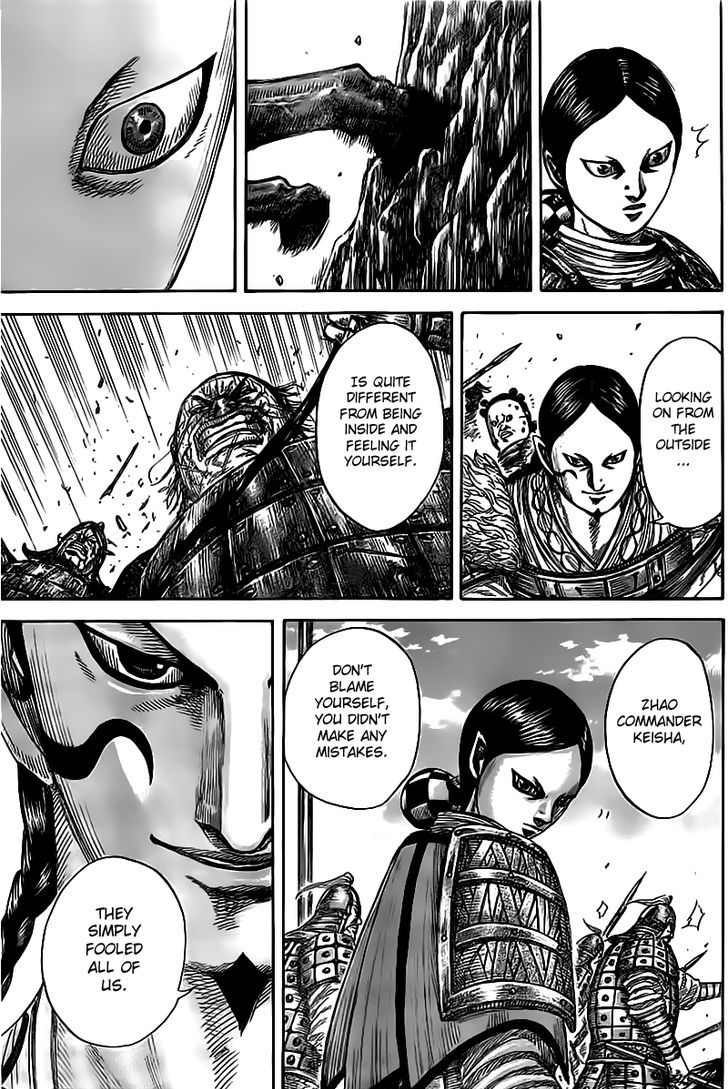 LOOKING
ON FROM THE
OUTSIDE
...
IS QUITE
DIFFERENT
FROM BEING
INSIDE AND
FEELING IT
YOURSELF.
ZHAO
COMMANDER
KEISHA,
DON'T
BLAME
YOURSELF,
YOU DIDN'T
MAKE ANY
MISTAKES.
THEY
SIMPLY
FOOLED
ALL OF
US.